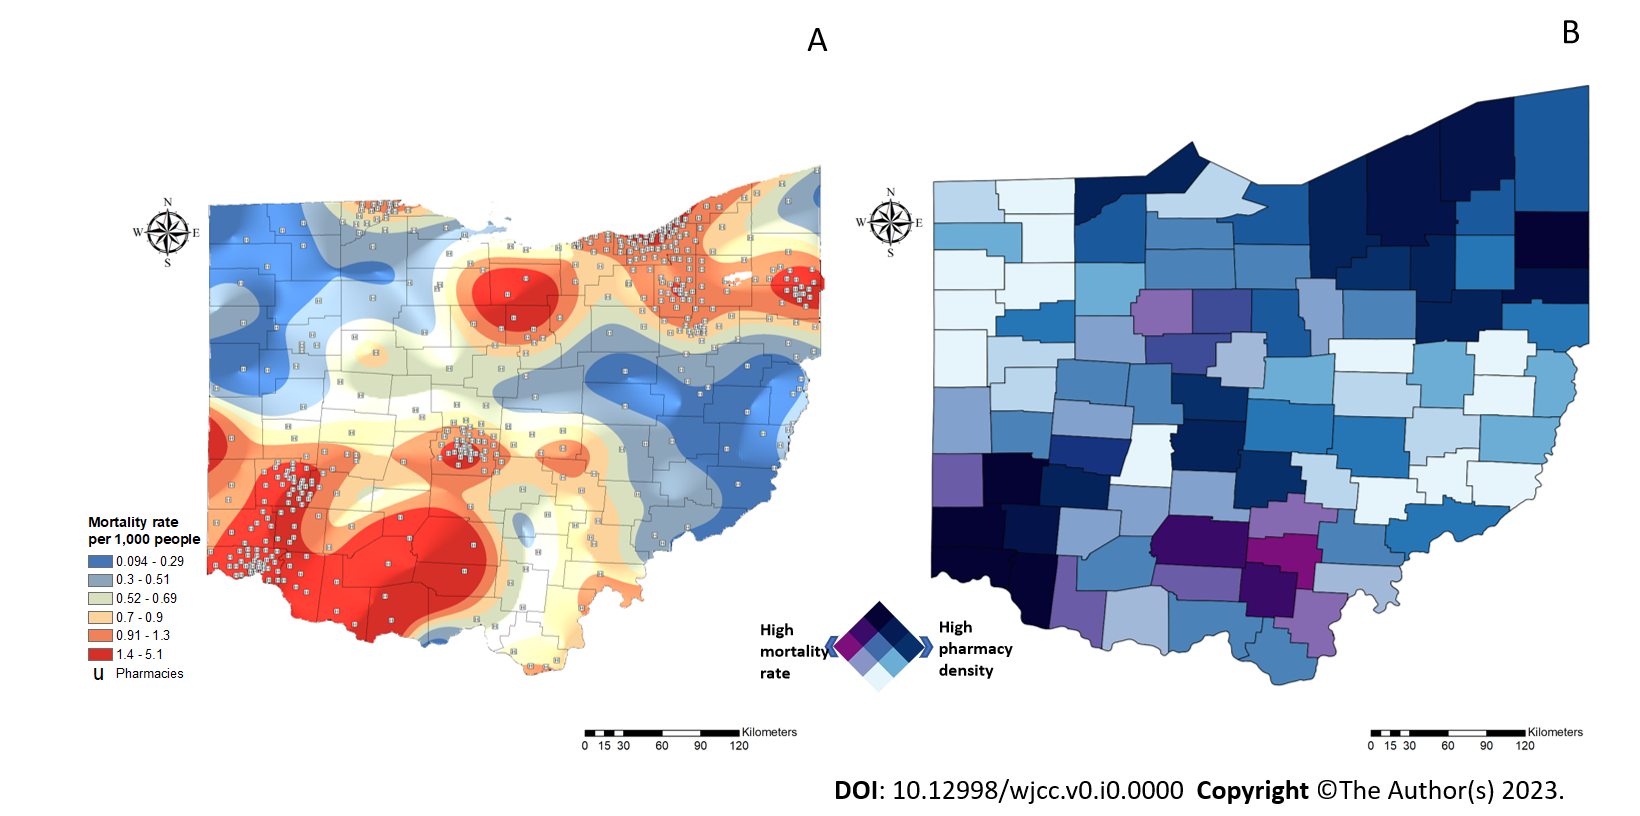 A
B
N
W E
S
N
W E
S
Mortality rate
per 1,000 people
0.094 - 0.29
0.3 - 0.51
0.52 - 0.69
0.7 - 0.9
0.91 - 1.3
1.4 - 5.1
u Pharmacies
High
mortality
rate
High
pharmacy
density
Kilometers
0 15 30 60 90 120
Kilometers
0 15 30 60 90 120
DOI: 10.12998/wjcc.v0.i0.0000 Copyright ©The Author(s) 2023.